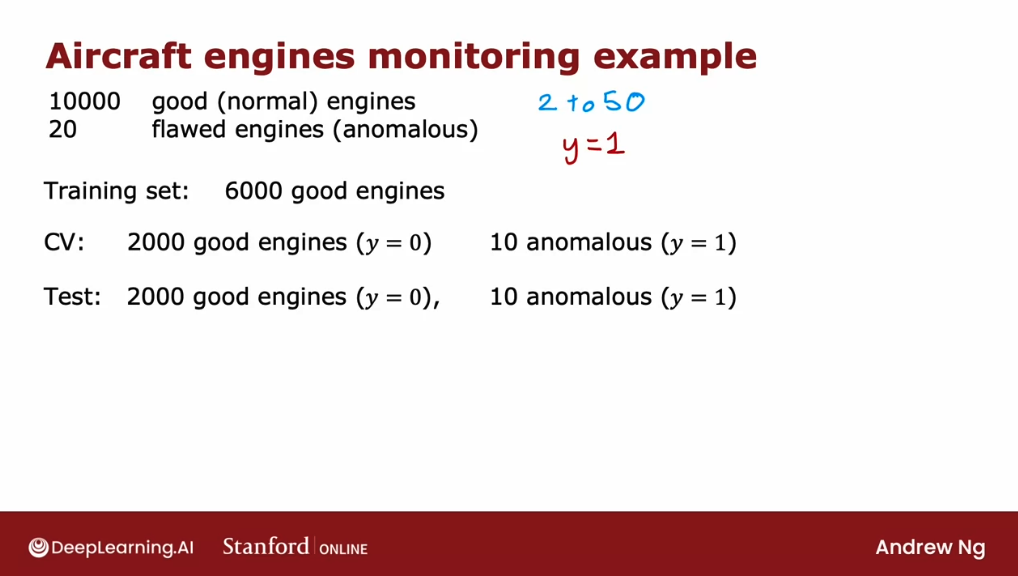 Aircraft engines monitoring example
10000 good (normal) engines 2 to 50
20 flawed engines (anomalous) y=1
Training set: 6000 good engines
CV: 2000 good engines (y = 0) 10 anomalous (y = 1)
Test: 2000 good engines (y = 0), 10 anomalous (y = 1)
DeepLearning.AI Stanford ONLINE Andrew Ng